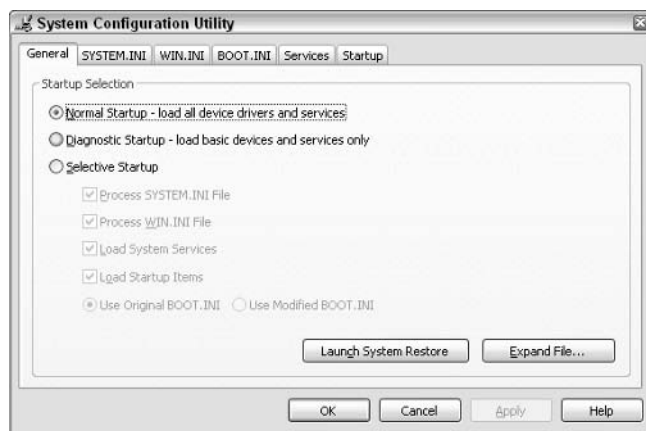 System Configuration Utility
General SYSTEM.INI WIN.INI BOOT.INI Services Startup
Startup Selection
Normal Startup - load all device drivers and services
Diagnostic Startup - load basic devices and services only
Selective Startup
Process SYSTEM.INI File
Process WIN.INI File
Load System Services
Load Startup Items
Use Original BOOT.INI Use Modified BOOT.INI
Launch System Restore Expand File...
OK Cancel Apply Help